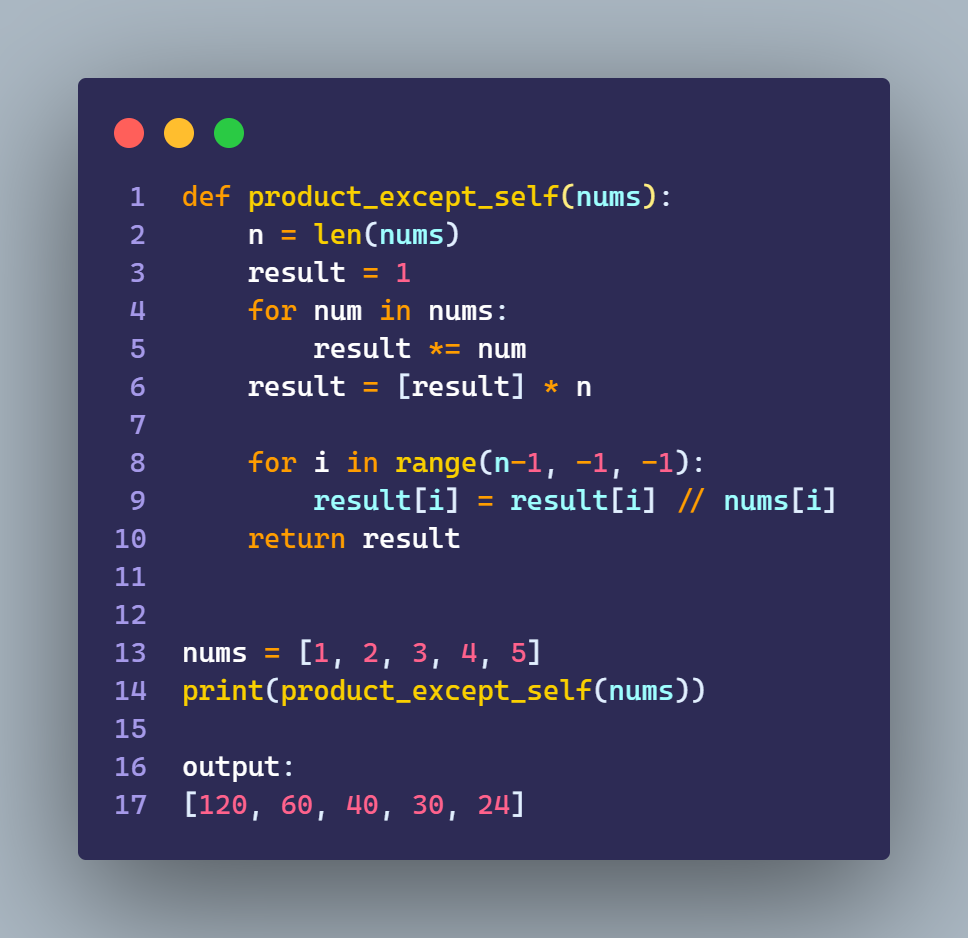 1 def product_except_self(nums):
2     n = len(nums)
3     result = 1
4     for num in nums:
5         result *= num
6     result = [result] * n
7
8     for i in range(n-1, -1, -1):
9         result[i] = result[i] // nums[i]
10     return result
11
12
13 nums = [1, 2, 3, 4, 5]
14 print(product_except_self(nums))
15
16 output:
17 [120, 60, 40, 30, 24]